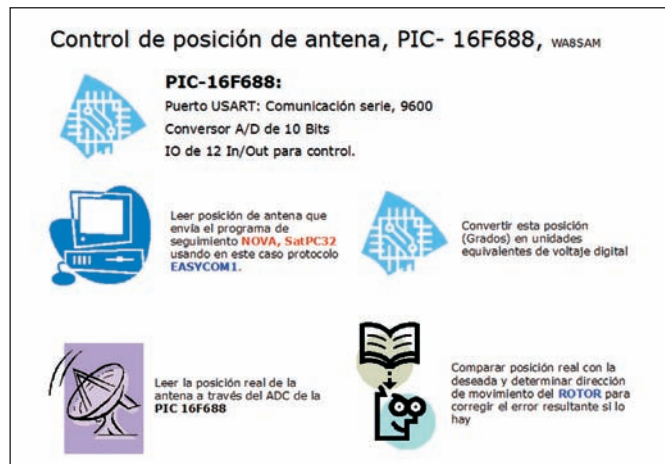 Control de posición de antena, PIC- 16F688, WA8SAM
PIC-16F688:
Puerto USART: Comunicación serie, 9600
Conversor A/D de 10 Bits
IO de 12 In/Out para control.
Leer posición de antena que
envía el programa de
seguimiento NOVA, SatPC32
usando en este caso protocolo
EASYCOM1.
Convertir esta posición
(Grados) en unidades
equivalentes de voltaje digital
Leer la posición real de la
antena a través del ADC de la
PIC 16F688
Comparar posición real con la
deseada y determinar dirección
de movimiento del ROTOR para
corregir el error resultante si lo
hay